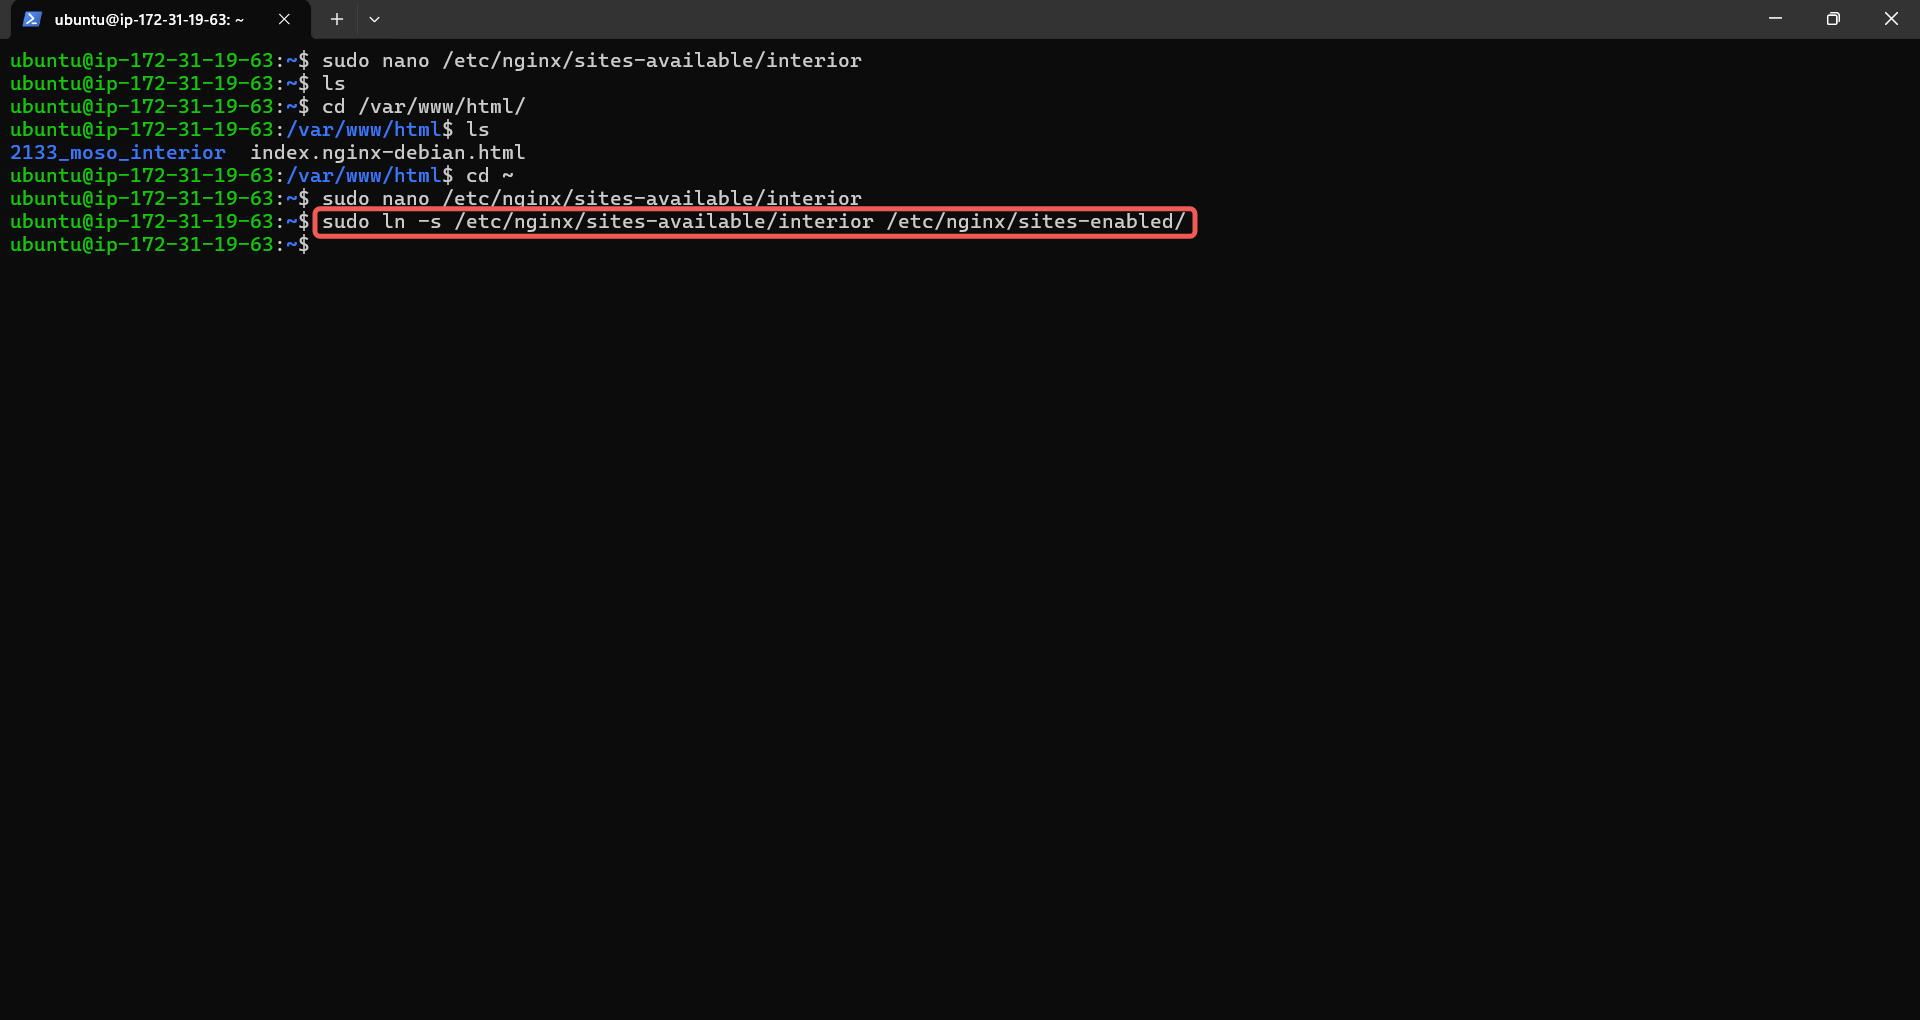 ubuntu@ip-172-31-19-63: ~
ubuntu@ip-172-31-19-63:~$ sudo nano /etc/nginx/sites-available/interior
ubuntu@ip-172-31-19-63:~$ ls
ubuntu@ip-172-31-19-63:~$ cd /var/www/html/
ubuntu@ip-172-31-19-63:/var/www/html$ ls
2133_moso_interior  index.nginx-debian.html
ubuntu@ip-172-31-19-63:/var/www/html$ cd ~
ubuntu@ip-172-31-19-63:~$ sudo nano /etc/nginx/sites-available/interior
ubuntu@ip-172-31-19-63:~$ sudo ln -s /etc/nginx/sites-available/interior /etc/nginx/sites-enabled/
ubuntu@ip-172-31-19-63:~$